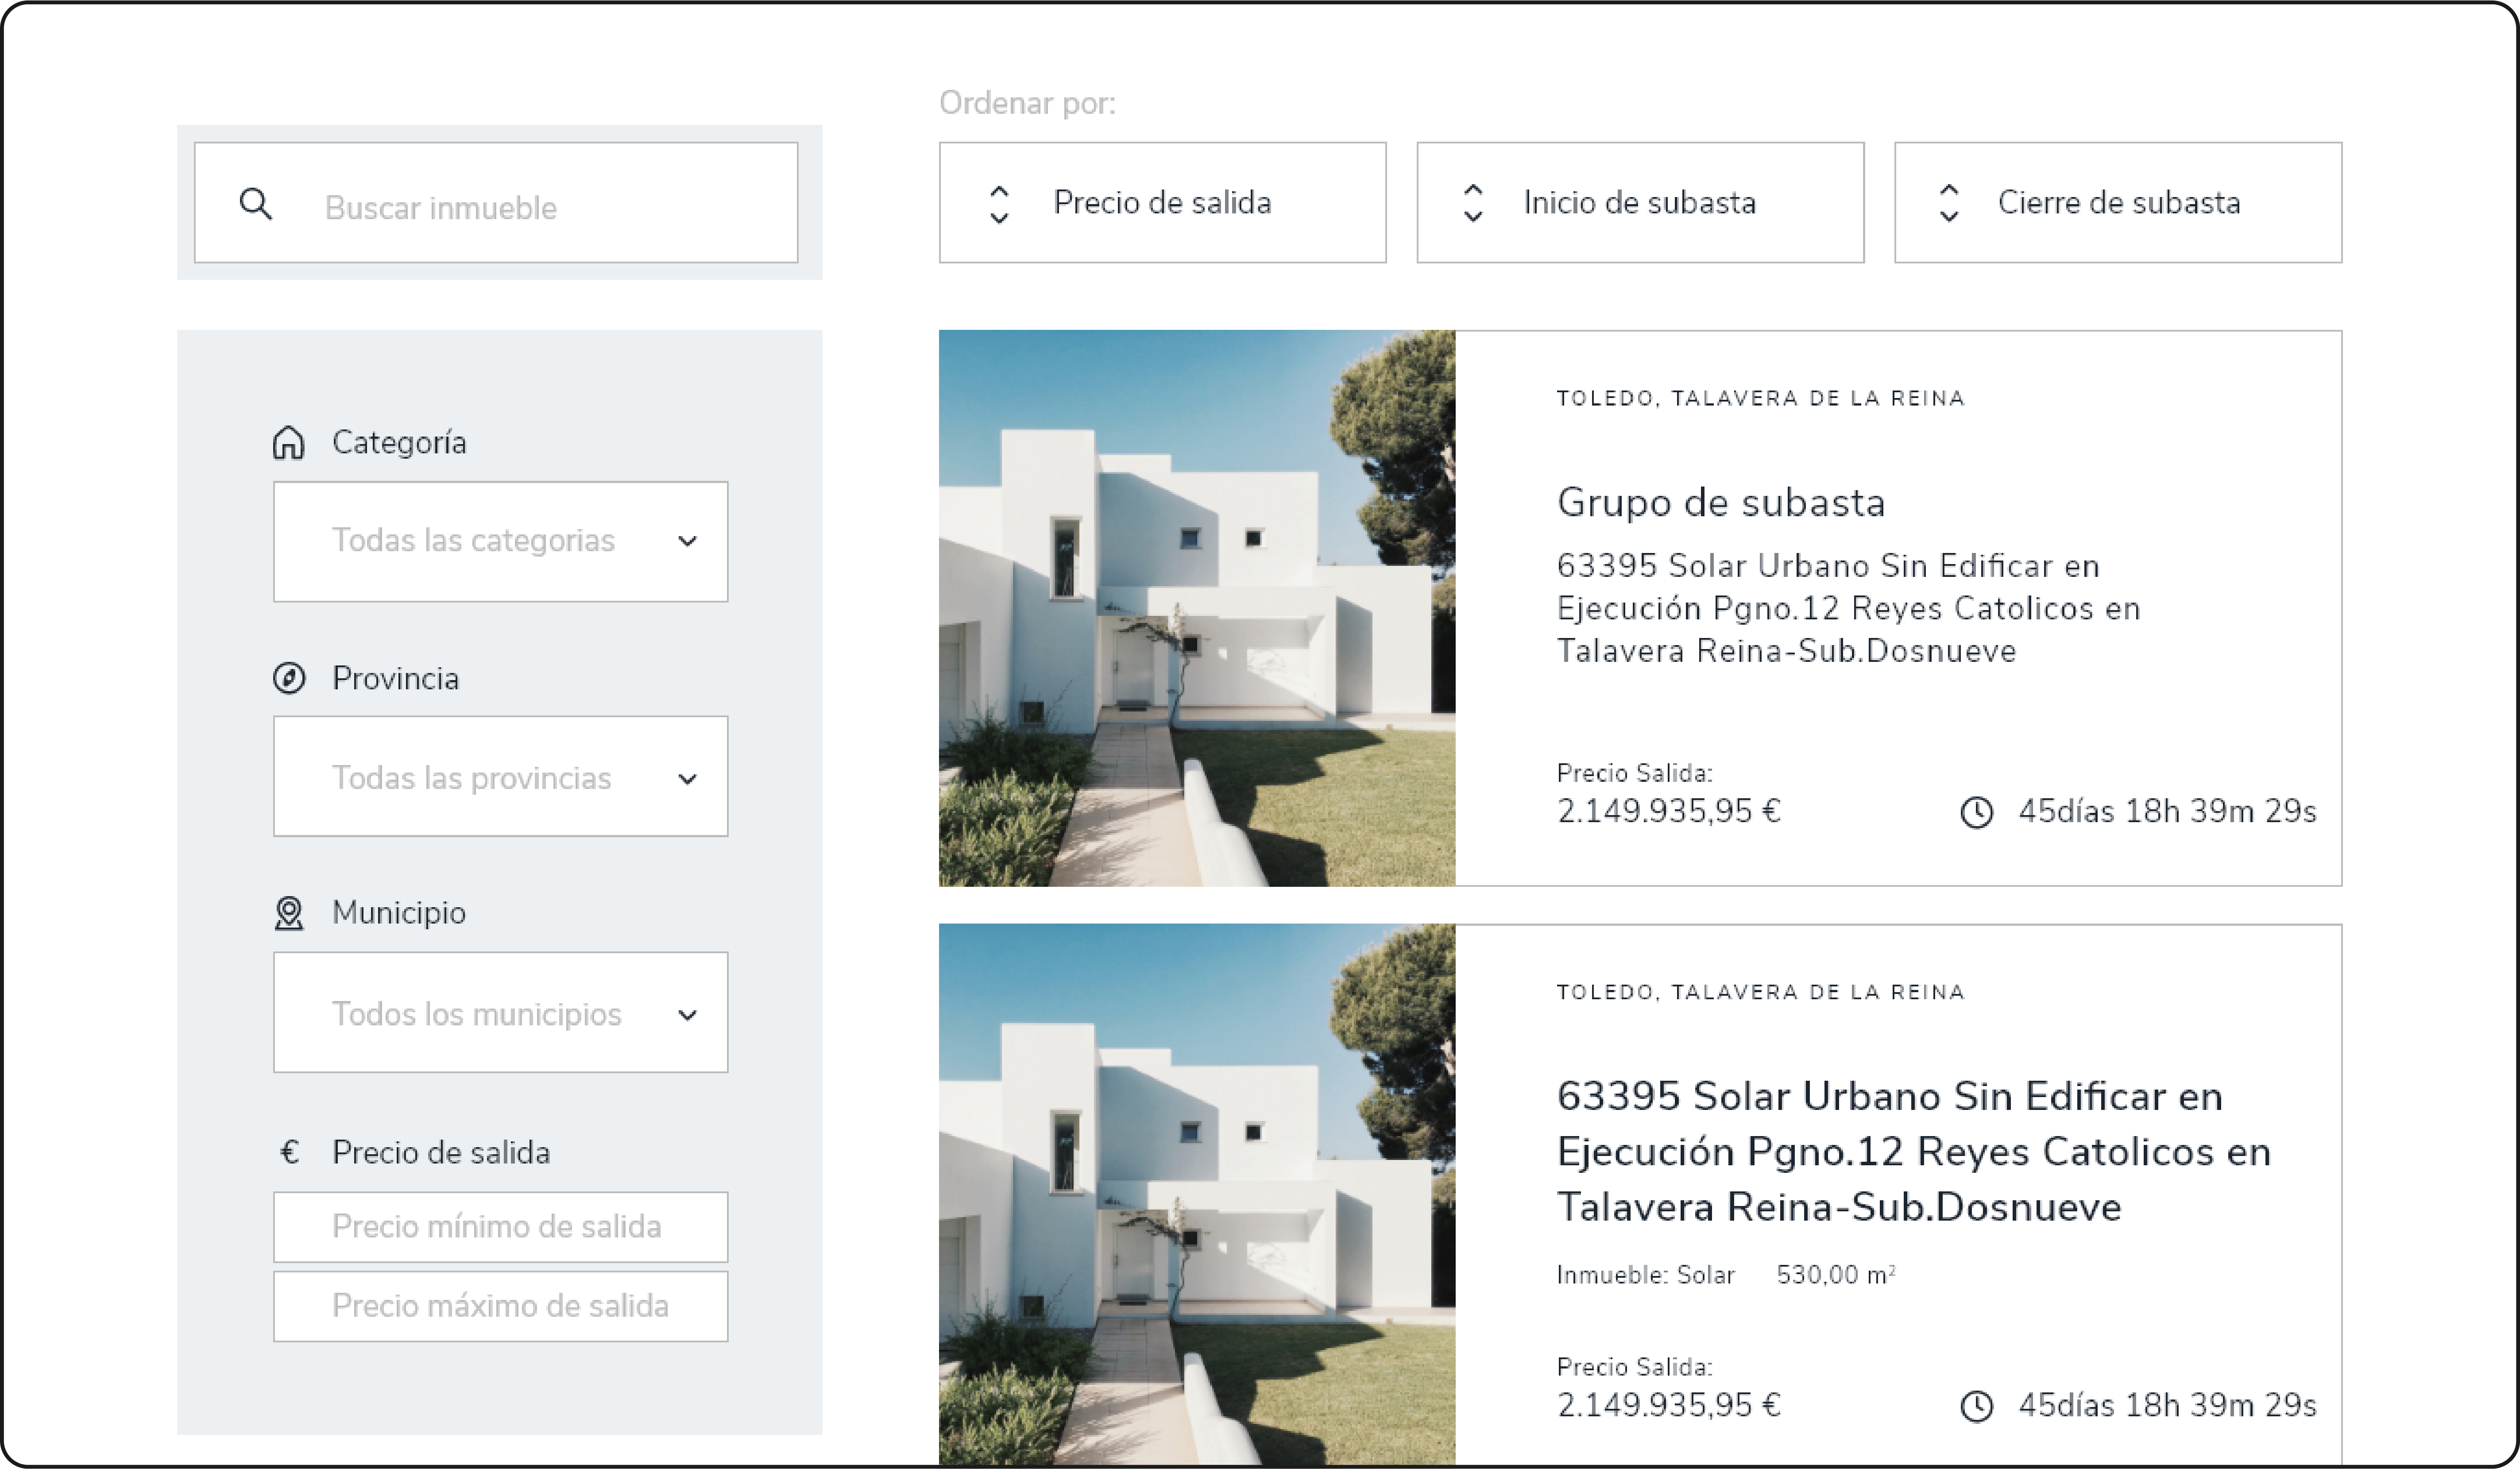 Buscar inmueble
Categoría
Todas las categorias
Provincia
Todas las provincias
Municipio
Todos los municipios
€ Precio de salida
Precio mínimo de salida
Precio máximo de salida
Ordenar por:
Precio de salida
Inicio de subasta
Cierre de subasta
TOLEDO, TALAVERA DE LA REINA
Grupo de subasta
63395 Solar Urbano Sin Edificar en
Ejecución Pgno.12 Reyes Catolicos en
Talavera Reina-Sub.Dosnueve
Precio Salida:
2.149.935,95 €
45días 18h 39m 29s
TOLEDO, TALAVERA DE LA REINA
63395 Solar Urbano Sin Edificar en
Ejecución Pgno.12 Reyes Catolicos en
Talavera Reina-Sub.Dosnueve
Inmueble: Solar 530,00 m²
Precio Salida:
2.149.935,95 €
45días 18h 39m 29s